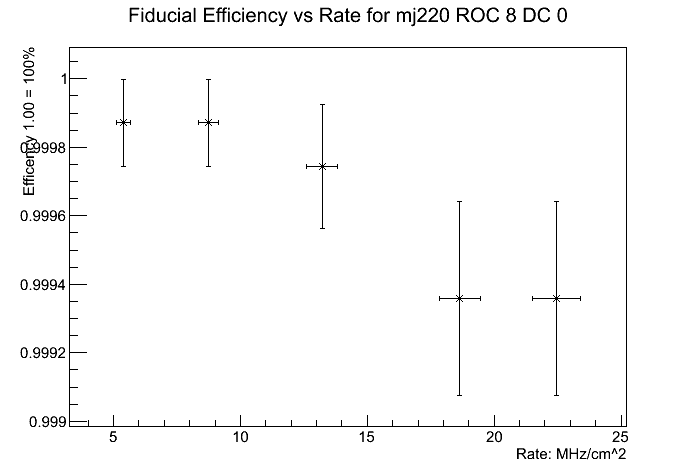 Fiducial Efficiency vs Rate for mj220 ROC 8 DC 0
Efficency 1.00 = 100%
1
0.9998
0.9996
0.9994
0.9992
0.999
5 10 15 20 25
Rate: MHz/cm^2